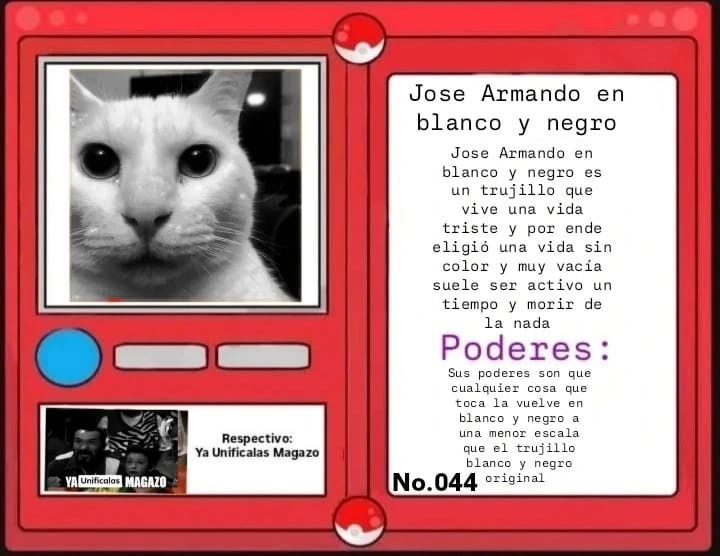 Jose Armando en
blanco y negro
Jose Armando en
blanco y negro es
un trujillo que
vive una vida
triste y por ende
eligió una vida sin
color y muy vacía
suele ser activo un
tiempo y morir de
la nada
Poderes:
Sus poderes son que
cualquier cosa que
toca la vuelve en
blanco y negro a
una menor escala
que el trujillo
blanco y negro
original
No.044
Respectivo:
Ya Unificalas Magazo
YA Unificalas MAGAZO